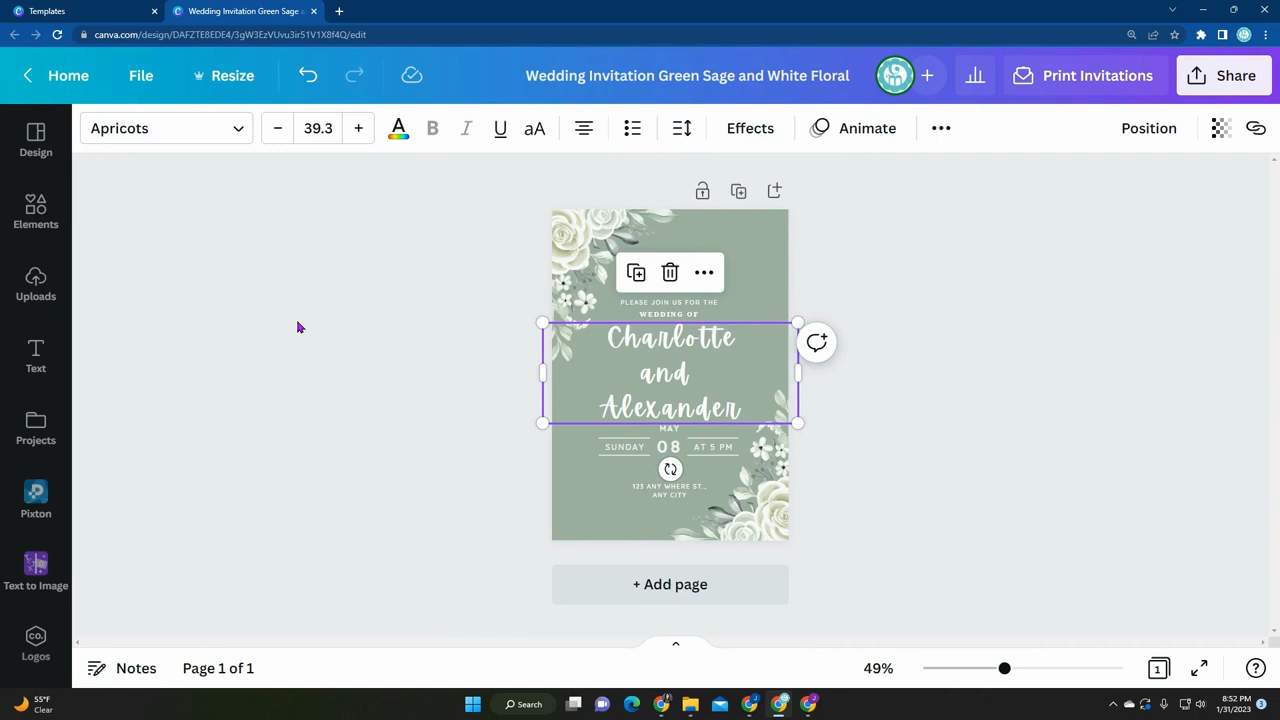 Templates
Wedding Invitation Green Sage a
canva.com/design/DAFZTE8EDE4/3gW3EzVUvu3ir51V1X8f4Q/edit
Home File Resize Wedding Invitation Green Sage and White Floral Print Invitations Share
Apricots 39.3 A B I U aA Effects Animate Position
Design
Elements
Uploads
Text
Projects
Pixton
Text to Image
co.
Logos
PLEASE JOIN US FOR THE
WEDDING OF
Charlotte
and
Alexander
MAY
SUNDAY 08 AT 5 PM
123 ANY WHERE ST.,
ANY CITY
+ Add page
Notes Page 1 of 1 49% 1
55°F
Clear
Search
8:52 PM
1/31/2023
3